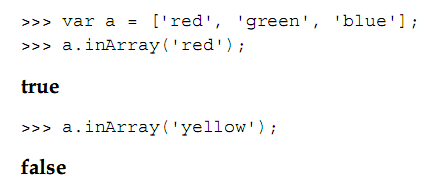 >>> var a = ['red', 'green', 'blue'];
>>> a.inArray('red');
true
>>> a.inArray('yellow');
false